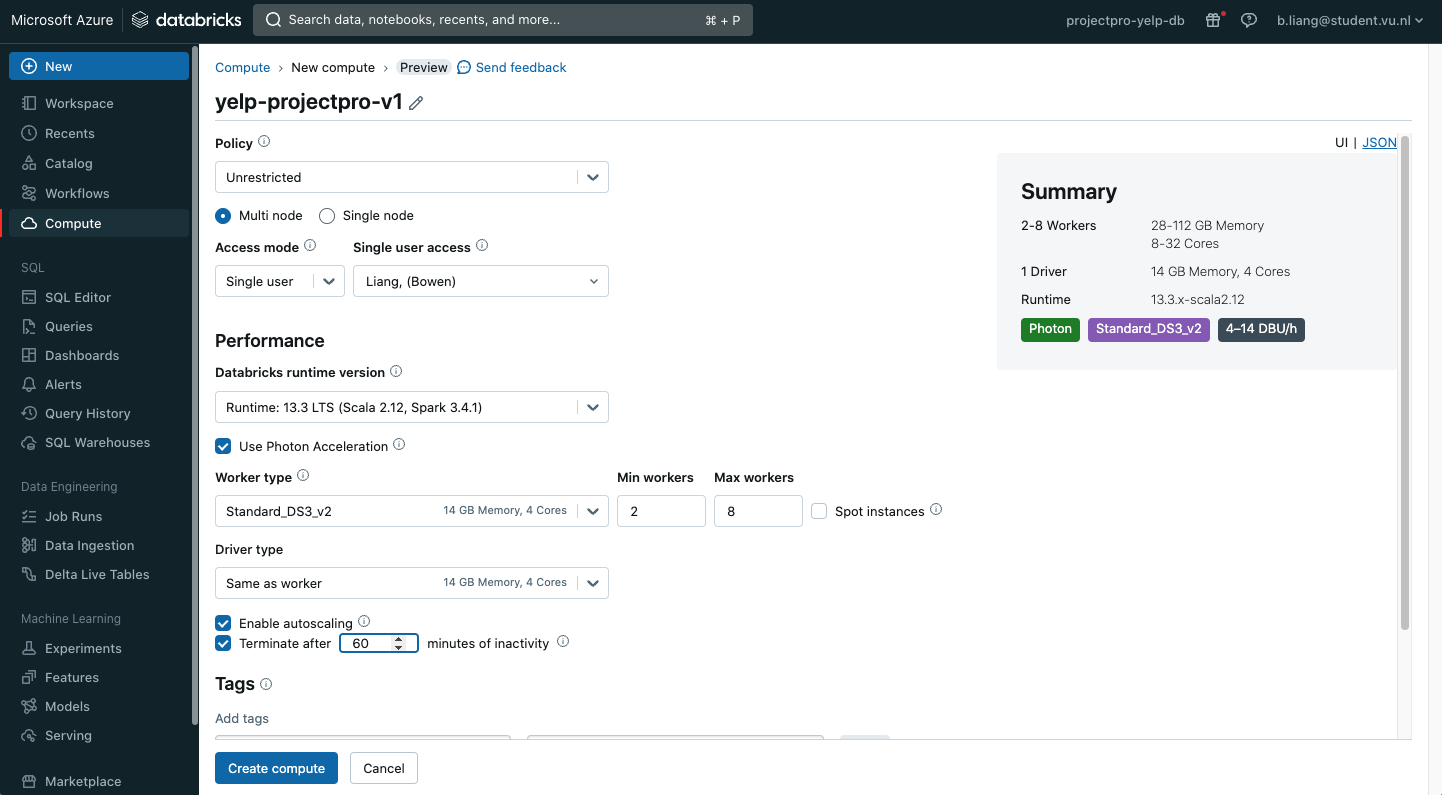 Microsoft Azure databricks Search data, notebooks, recents, and more... ⌘ + P projectpro-yelp-db b.liang@student.vu.nl
New
Workspace
Recents
Catalog
Workflows
Compute
SQL
SQL Editor
Queries
Dashboards
Alerts
Query History
SQL Warehouses
Data Engineering
Job Runs
Data Ingestion
Delta Live Tables
Machine Learning
Experiments
Features
Models
Serving
Marketplace
Compute › New compute › Preview Send feedback
yelp-projectpro-v1
UI | JSON
Policy
Unrestricted
Multi node Single node
Access mode Single user access
Single user Liang, (Bowen)
Performance
Databricks runtime version
Runtime: 13.3 LTS (Scala 2.12, Spark 3.4.1)
Use Photon Acceleration
Worker type Min workers Max workers
Standard_DS3_v2 14 GB Memory, 4 Cores 2 8 Spot instances
Driver type
Same as worker 14 GB Memory, 4 Cores
Enable autoscaling
Terminate after 60 minutes of inactivity
Tags
Add tags
Create compute Cancel
Summary
2-8 Workers 28-112 GB Memory
8-32 Cores
1 Driver 14 GB Memory, 4 Cores
Runtime 13.3.x-scala2.12
Photon Standard_DS3_v2 4–14 DBU/h